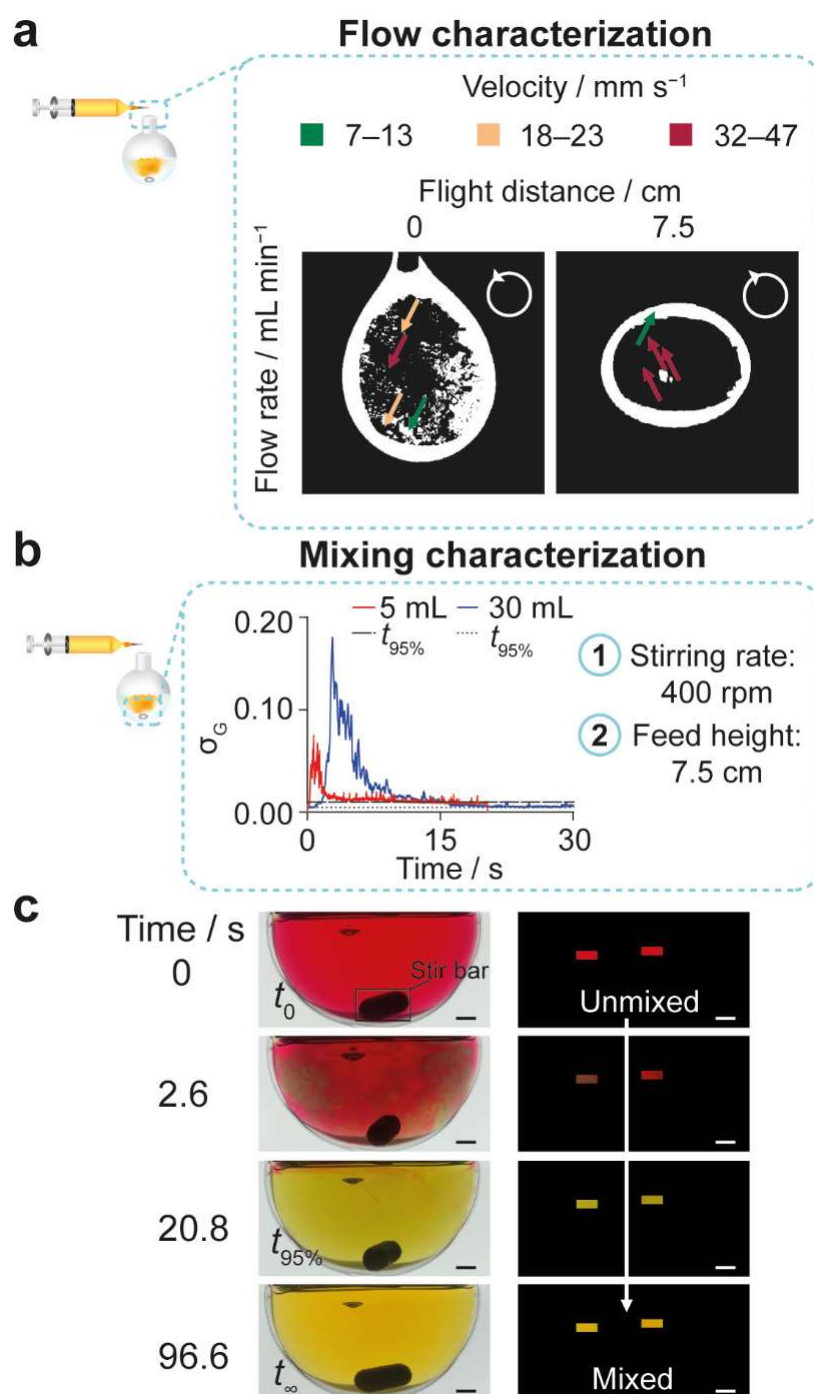 a
Flow characterization
Velocity / mm s⁻¹
7–13
18–23
32–47
Flight distance / cm
0
7.5
Flow rate / mL min⁻¹
b
Mixing characterization
5 mL
30 mL
t95%
t95%
0.20
0.10
0.00
σG
0
15
30
Time / s
1 Stirring rate:
400 rpm
2 Feed height:
7.5 cm
c
Time / s
0
t0
Stir bar
Unmixed
2.6
20.8
t95%
96.6
t∞
Mixed